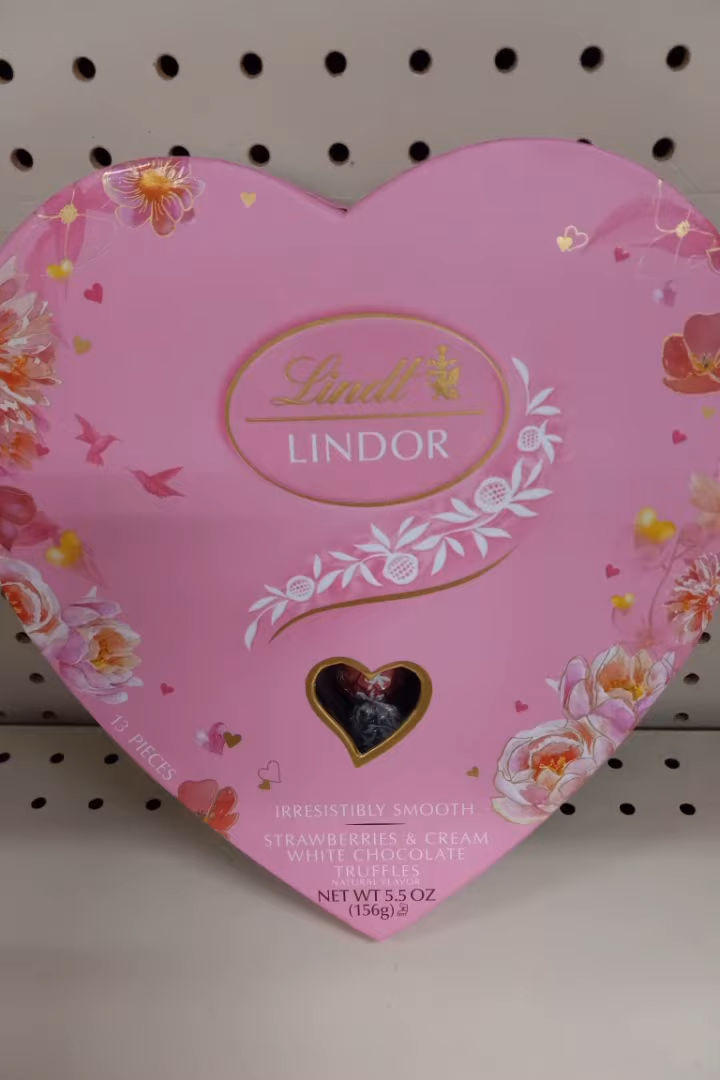 Lindt
LINDOR
13 PIECES
IRRESISTIBLY SMOOTH
STRAWBERRIES & CREAM
WHITE CHOCOLATE
TRUFFLES
NATURAL FLAVOR
NET WT 5.5 OZ
(156g)